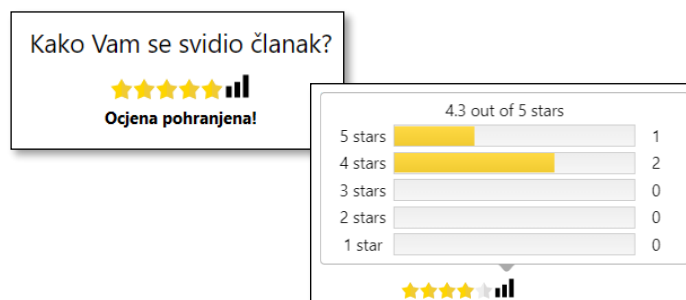 Kako Vam se svidio članak?
Ocjena pohranjena!
4.3 out of 5 stars
5 stars 1
4 stars 2
3 stars 0
2 stars 0
1 star 0